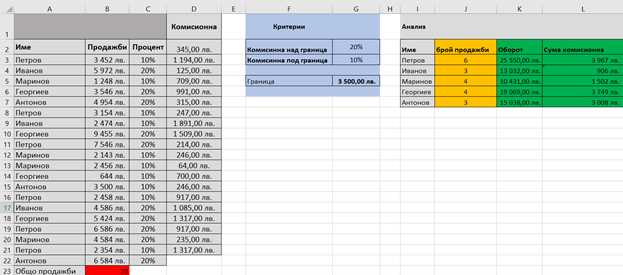 A B C D E F G H I J K L
1 Комисионна Критерии Анализ
2 Име Продажби Процент 345,00 лв. Комисинна над граница 20% Име брой продажби Оборот Сума комисионна
3 Петров 3 452 лв. 10% 1 194,00 лв. Комисинна под граница 10% Петров 6 25 550,00 лв. 3 967 лв.
4 Иванов 5 972 лв. 20% 125,00 лв. Иванов 3 13 032,00 лв. 906 лв.
5 Маринов 1 248 лв. 10% 709,00 лв. Граница 3 500,00 лв. Маринов 4 10 431,00 лв. 1 502 лв.
6 Георгиев 3 546 лв. 20% 991,00 лв. Георгиев 4 19 069,00 лв. 3 749 лв.
7 Антонов 4 954 лв. 20% 315,00 лв. Антонов 3 15 038,00 лв. 3 008 лв.
8 Петров 3 154 лв. 10% 247,00 лв.
9 Иванов 2 474 лв. 10% 1 891,00 лв.
10 Георгиев 9 455 лв. 20% 1 509,00 лв.
11 Петров 7 546 лв. 20% 214,00 лв.
12 Маринов 2 143 лв. 10% 246,00 лв.
13 Маринов 2 456 лв. 10% 64,00 лв.
14 Георгиев 644 лв. 10% 700,00 лв.
15 Антонов 3 500 лв. 10% 246,00 лв.
16 Петров 2 458 лв. 10% 917,00 лв.
17 Иванов 4 586 лв. 20% 1 085,00 лв.
18 Георгиев 5 424 лв. 20% 1 317,00 лв.
19 Петров 6 586 лв. 20% 917,00 лв.
20 Маринов 4 584 лв. 20% 235,00 лв.
21 Петров 2 354 лв. 10% 1 317,00 лв.
22 Антонов 6 584 лв. 20%
23 Общо продажби 20